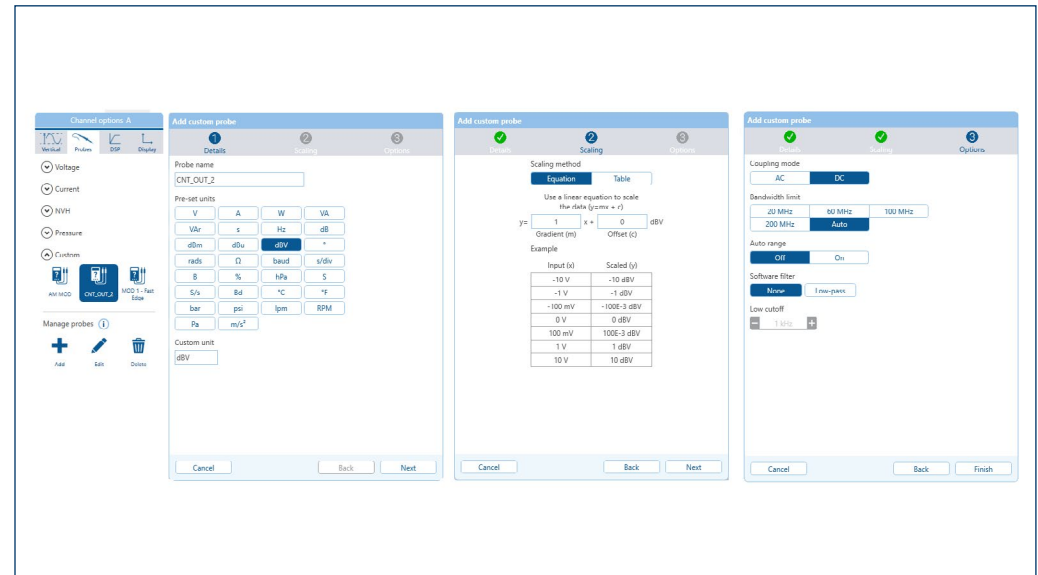 Channel options A
Vertical Probes DSP Display
Voltage
Current
NVH
Pressure
Custom
AM MOD CNT_OUT_2 MOD 1 - Fast Edge
Manage probes i
Add Edit Delete
Add custom probe
1 2 3
Details Scaling Options
Probe name
CNT_OUT_2
Pre-set units
V A W VA
VAr s Hz dB
dBm dBu dBV °
rads Ω baud s/div
B % hPa S
S/s Bd °C °F
bar psi lpm RPM
Pa m/s²
Custom unit
dBV
Cancel Back Next
Add custom probe
2 3
Details Scaling Options
Scaling method
Equation Table
Use a linear equation to scale
the data (y=mx + c)
y= 1 x + 0 dBV
Gradient (m) Offset (c)
Example
Input (x) Scaled (y)
-10 V -10 dBV
-1 V -1 dBV
-100 mV -100E-3 dBV
0 V 0 dBV
100 mV 100E-3 dBV
1 V 1 dBV
10 V 10 dBV
Cancel Back Next
Add custom probe
3
Details Scaling Options
Coupling mode
AC DC
Bandwidth limit
20 MHz 60 MHz 100 MHz
200 MHz Auto
Auto range
Off On
Software filter
None Low-pass
Low cutoff
1 kHz
Cancel Back Finish